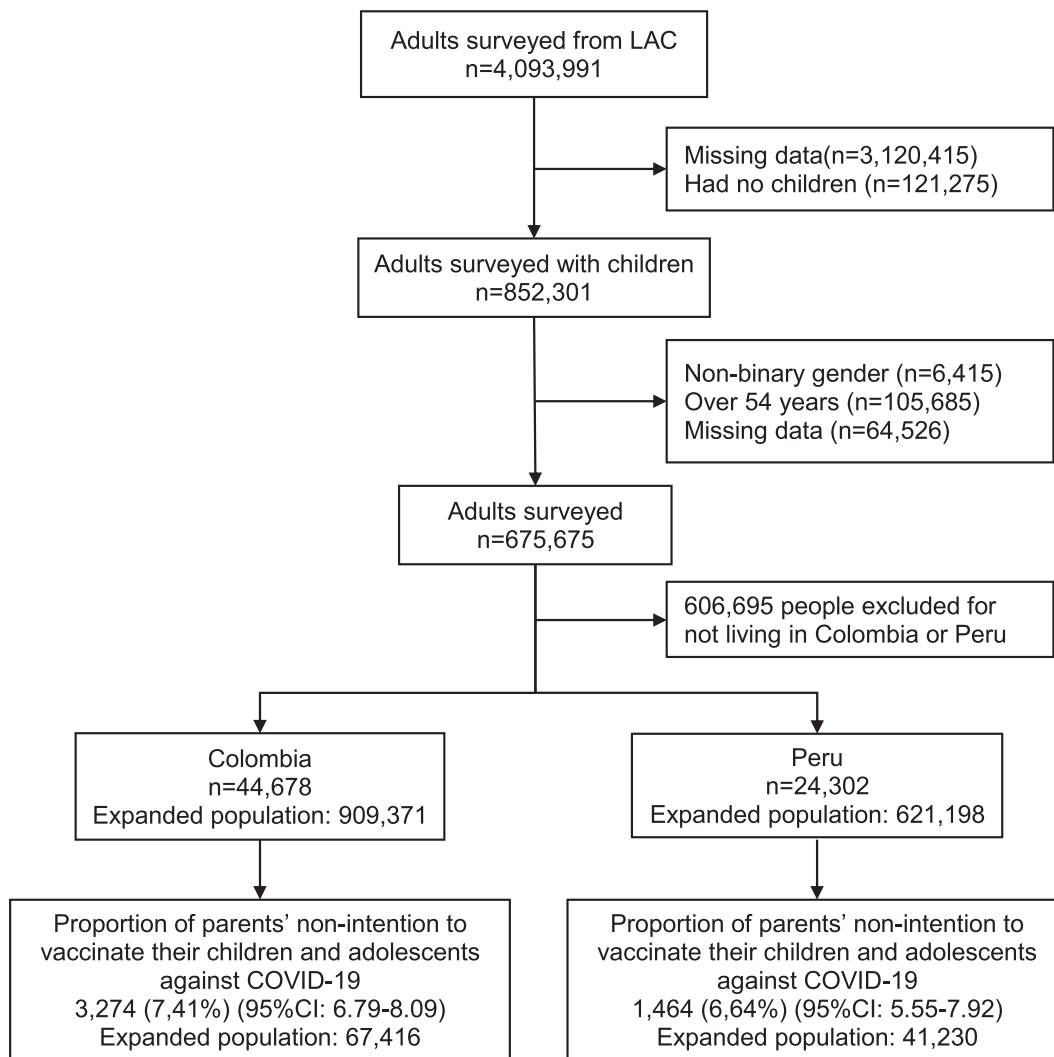 Adults surveyed from LAC
n=4,093,991
Missing data(n=3,120,415)
Had no children (n=121,275)
Adults surveyed with children
n=852,301
Non-binary gender (n=6,415)
Over 54 years (n=105,685)
Missing data (n=64,526)
Adults surveyed
n=675,675
606,695 people excluded for
not living in Colombia or Peru
Colombia
n=44,678
Expanded population: 909,371
Peru
n=24,302
Expanded population: 621,198
Proportion of parents’ non-intention to
vaccinate their children and adolescents
against COVID-19
3,274 (7,41%) (95%CI: 6.79-8.09)
Expanded population: 67,416
Proportion of parents’ non-intention to
vaccinate their children and adolescents
against COVID-19
1,464 (6,64%) (95%CI: 5.55-7.92)
Expanded population: 41,230